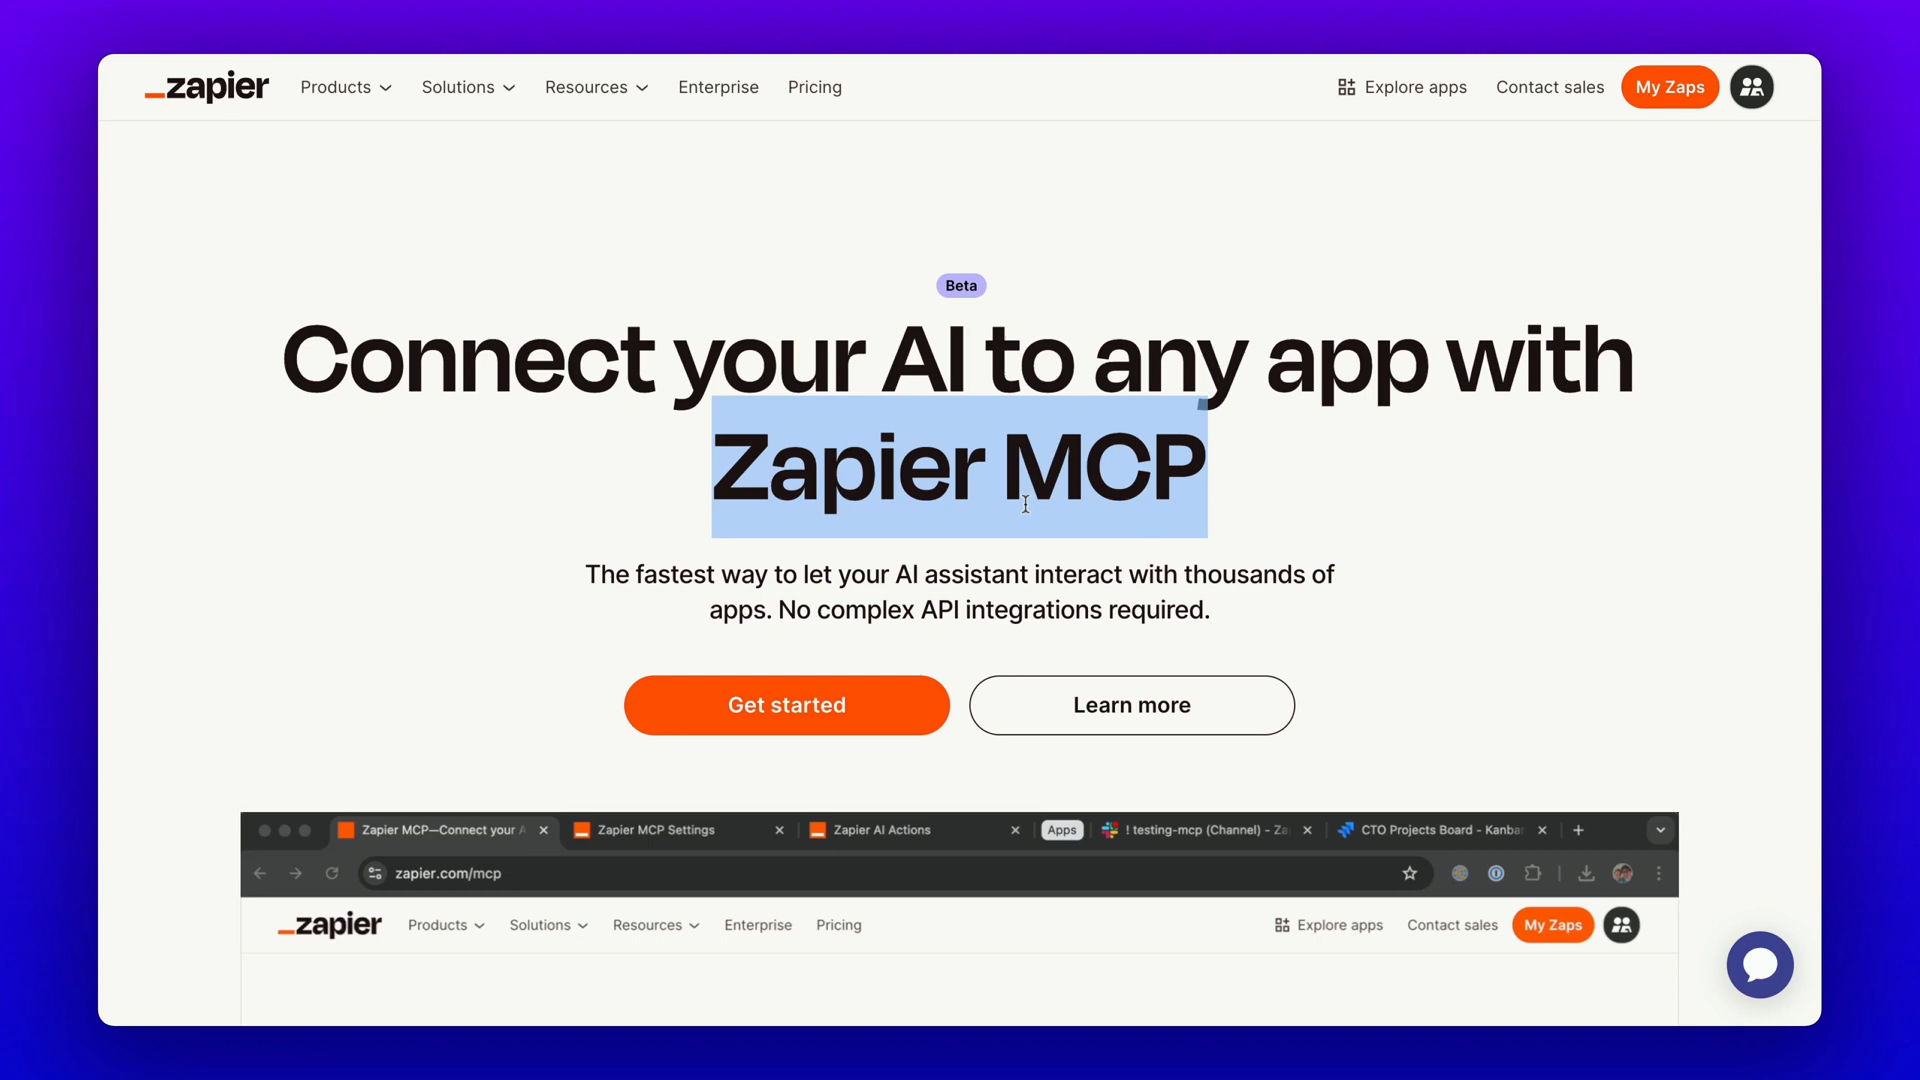 zapier Products Solutions Resources Enterprise Pricing Explore apps Contact sales My Zaps
Beta
Connect your AI to any app with
Zapier MCP
The fastest way to let your AI assistant interact with thousands of
apps. No complex API integrations required.
Get started Learn more
Zapier MCP—Connect your A Zapier MCP Settings Zapier AI Actions Apps ! testing-mcp (Channel) - Za CTO Projects Board - Kanban
zapier.com/mcp
zapier Products Solutions Resources Enterprise Pricing Explore apps Contact sales My Zaps